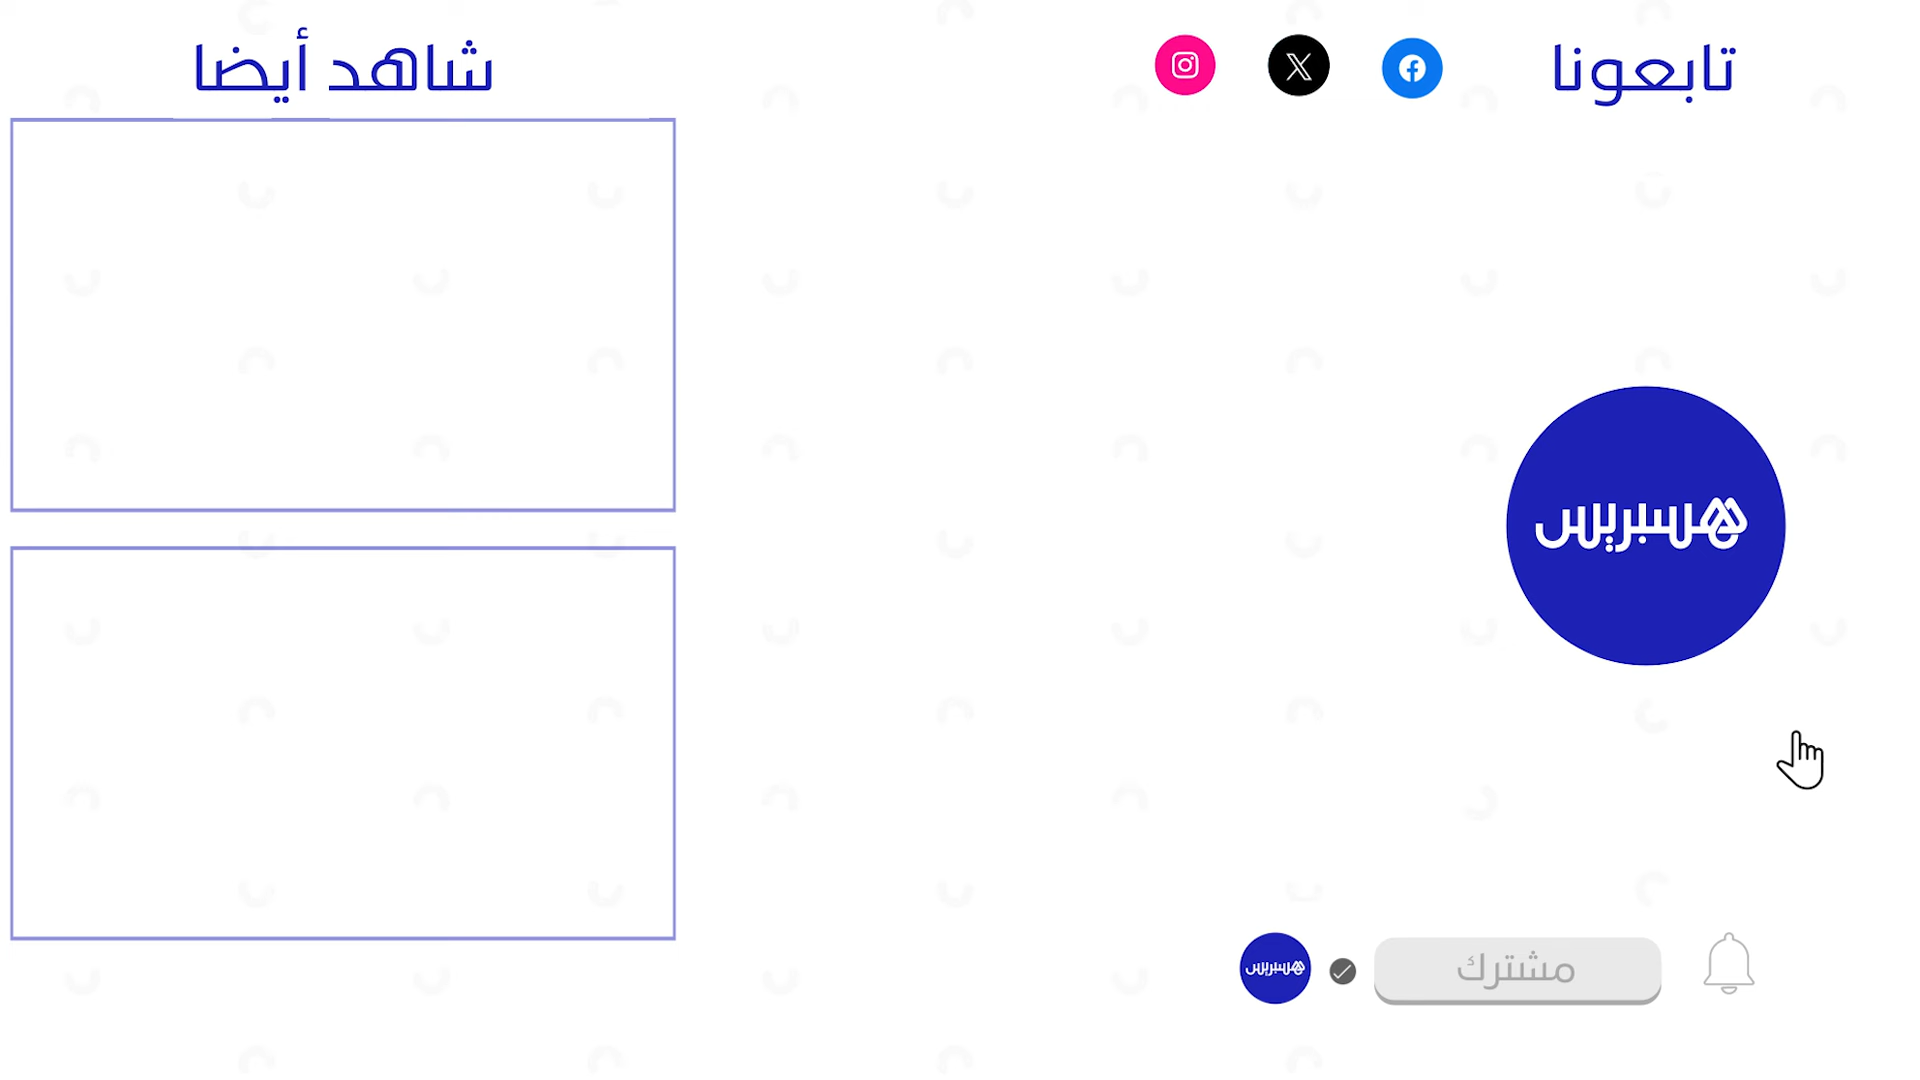 تابعونا
شاهد أيضا
هسبريس
هسبريس
مشترك